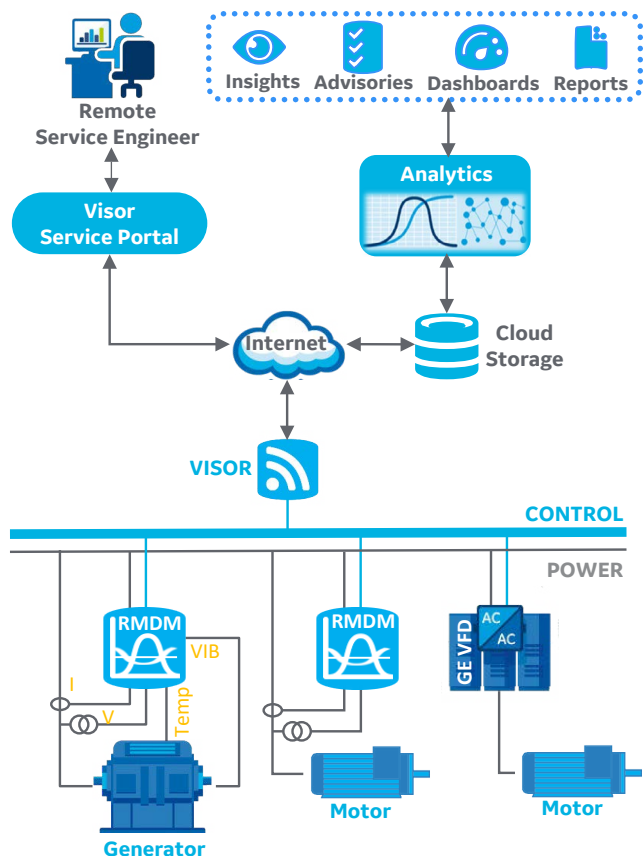 Insights
Advisories
Dashboards
Reports
Remote
Service Engineer
Analytics
Visor
Service Portal
Internet
Cloud
Storage
VISOR
CONTROL
POWER
RMDM
VIB
I
V
Temp
Generator
RMDM
Motor
AC
AC
GE VFD
Motor